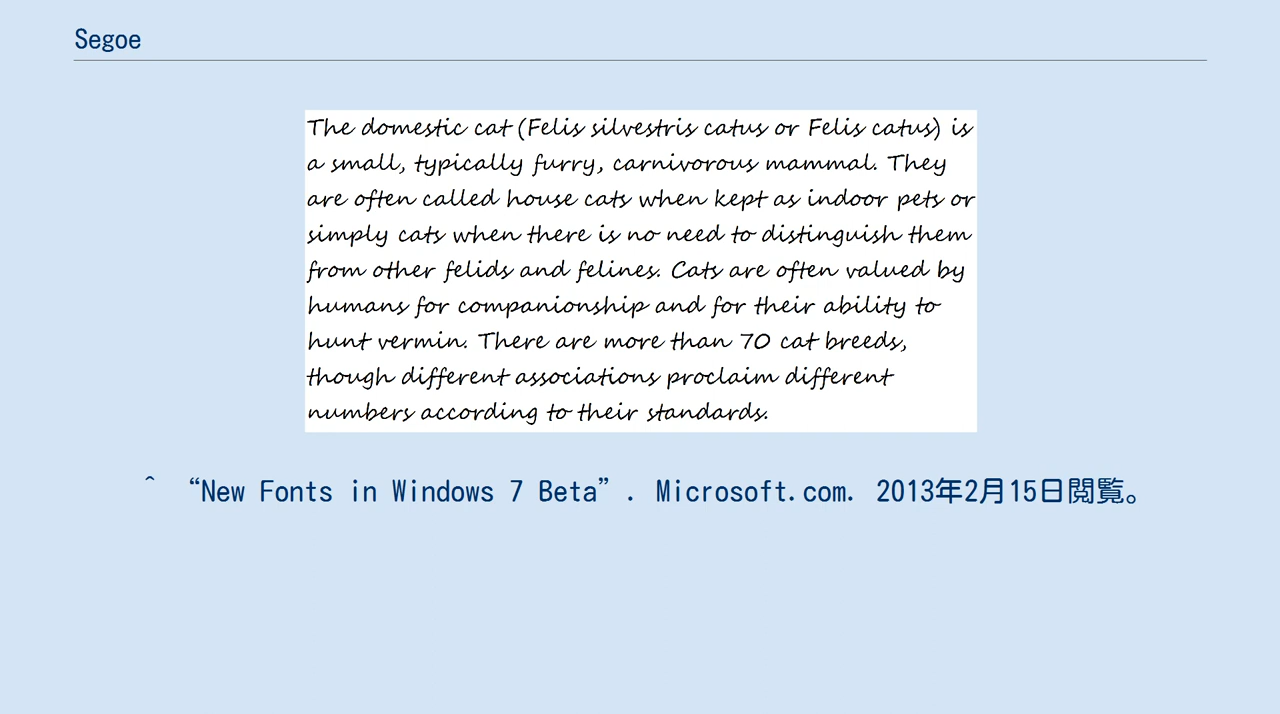 Segoe
The domestic cat (Felis silvestris catus or Felis catus) is
a small, typically furry, carnivorous mammal. They
are often called house cats when kept as indoor pets or
simply cats when there is no need to distinguish them
from other felids and felines. Cats are often valued by
humans for companionship and for their ability to
hunt vermin. There are more than 70 cat breeds,
though different associations proclaim different
numbers according to their standards.
^ “New Fonts in Windows 7 Beta”. Microsoft.com. 2013年2月15日閲覧。